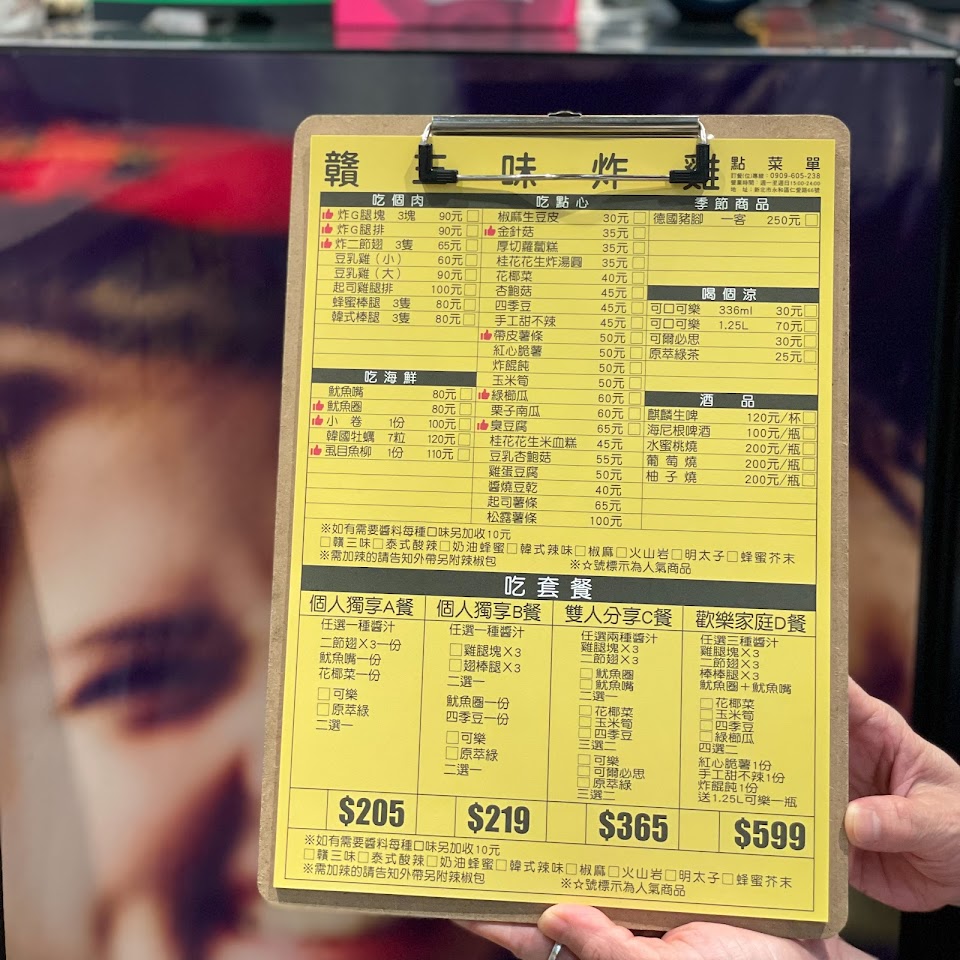 贛三味炸雞
點菜單
訂餐(位)專線：0909-605-238
營業時間：週一至週日1500-2400
地 址：新北市永和區仁愛路66號
吃個肉
炸G腿塊 3塊 90元
炸G腿排 90元
炸二節翅 3隻 65元
豆乳雞（小） 60元
豆乳雞（大） 90元
起司雞腿排 100元
蜂蜜棒腿 3隻 80元
韓式棒腿 3隻 80元
吃海鮮
魷魚嘴 80元
魷魚圈 80元
小 卷 1份 100元
韓國牡蠣 7粒 120元
虱目魚柳 1份 110元
吃點心
椒麻生豆皮 30元
金針菇 35元
厚切蘿蔔糕 35元
桂花花生炸湯圓 35元
花椰菜 40元
杏鮑菇 45元
四季豆 45元
手工甜不辣 45元
帶皮薯條 50元
紅心脆薯 50元
炸餛飩 50元
玉米筍 50元
綠櫛瓜 60元
栗子南瓜 60元
臭豆腐 65元
桂花花生米血糕 45元
豆乳杏鮑菇 55元
雞蛋豆腐 50元
醬燒豆乾 40元
起司薯條 65元
松露薯條 100元
季節商品
德國豬腳 一客 250元
喝個涼
可口可樂 336ml 30元
可口可樂 1.25L 70元
可爾必思 30元
原萃綠茶 25元
酒品
麒麟生啤 120元/杯
海尼根啤酒 100元/瓶
水蜜桃燒 200元/瓶
葡萄燒 200元/瓶
柚子燒 200元/瓶
※如有需要醬料每種口味另加收10元
□贛三味□泰式酸辣□奶油蜂蜜□韓式辣味□椒麻□火山岩□明太子□蜂蜜芥末
※需加辣的請告知外帶另附辣椒包 ※☆號標示為人氣商品
吃套餐
個人獨享A餐
任選一種醬汁
二節翅×3一份
魷魚嘴一份
花椰菜一份
□可樂
□原萃綠
二選一
$205
個人獨享B餐
任選一種醬汁
□雞腿塊×3
□翅棒腿×3
二選一
魷魚圈一份
四季豆一份
□可樂
□原萃綠
二選一
$219
雙人分享C餐
任選兩種醬汁
雞腿塊×3
二節翅×3
□魷魚圈
□魷魚嘴
二選一
□花椰菜
□玉米筍
□四季豆
三選二
□可樂
□可爾必思
□原萃綠
三選二
$365
歡樂家庭D餐
任選三種醬汁
雞腿塊×3
二節翅×3
棒棒腿×3
魷魚圈＋魷魚嘴
□花椰菜
□玉米筍
□四季豆
□綠櫛瓜
四選二
紅心脆薯1份
手工甜不辣1份
炸餛飩1份
送1.25L可樂一瓶
$599
※如有需要醬料每種口味另加收10元
□贛三味□泰式酸辣□奶油蜂蜜□韓式辣味□椒麻□火山岩□明太子□蜂蜜芥末
※需加辣的請告知外帶另附辣椒包 ※☆號標示為人氣商品